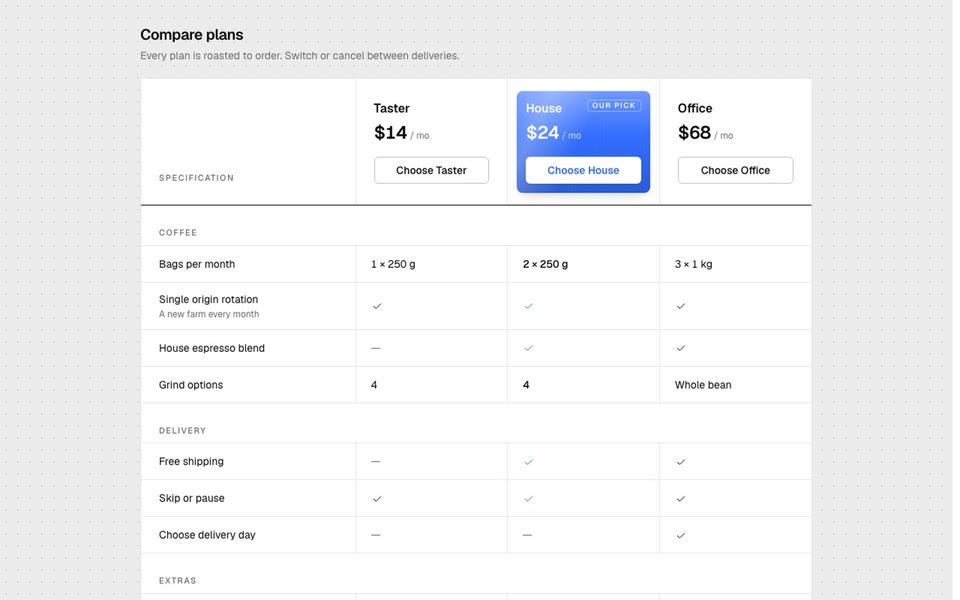 Compare plans
Every plan is roasted to order. Switch or cancel between deliveries.
SPECIFICATION
Taster
$14 / mo
Choose Taster
House
OUR PICK
$24 / mo
Choose House
Office
$68 / mo
Choose Office
COFFEE
Bags per month 1 × 250 g 2 × 250 g 3 × 1 kg
Single origin rotation ✓ ✓ ✓
A new farm every month
House espresso blend — ✓ ✓
Grind options 4 4 Whole bean
DELIVERY
Free shipping — ✓ ✓
Skip or pause ✓ ✓ ✓
Choose delivery day — — ✓
EXTRAS